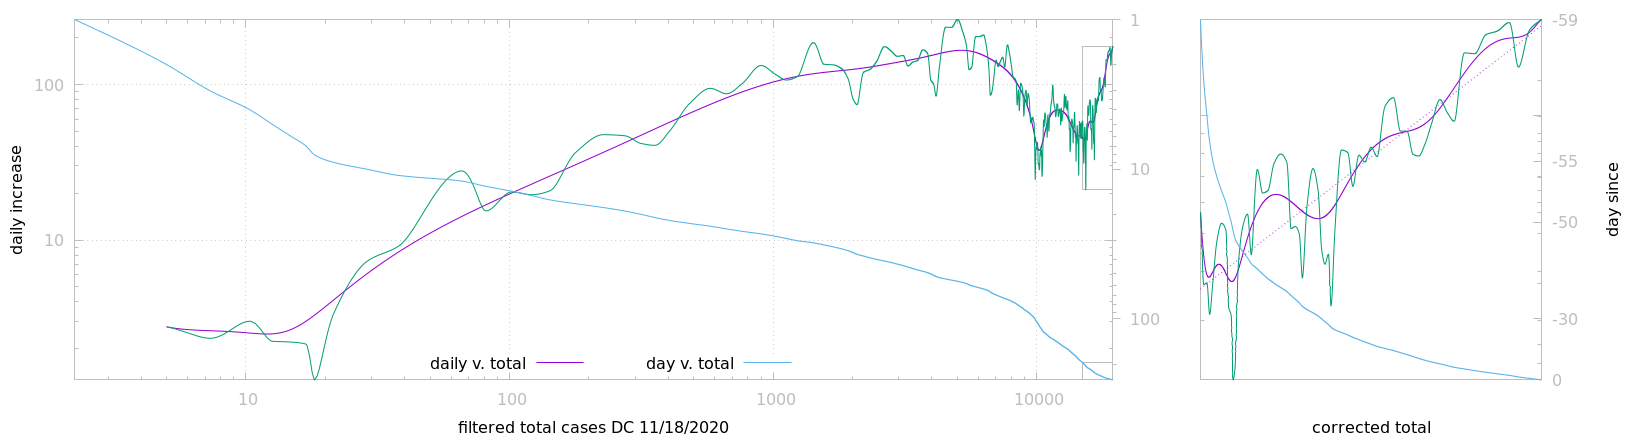 1
-59
100
10
-55
daily increase
-50
day since
10
100
-30
daily v. total
day v. total
0
10
100
1000
10000
filtered total cases DC 11/18/2020
corrected total